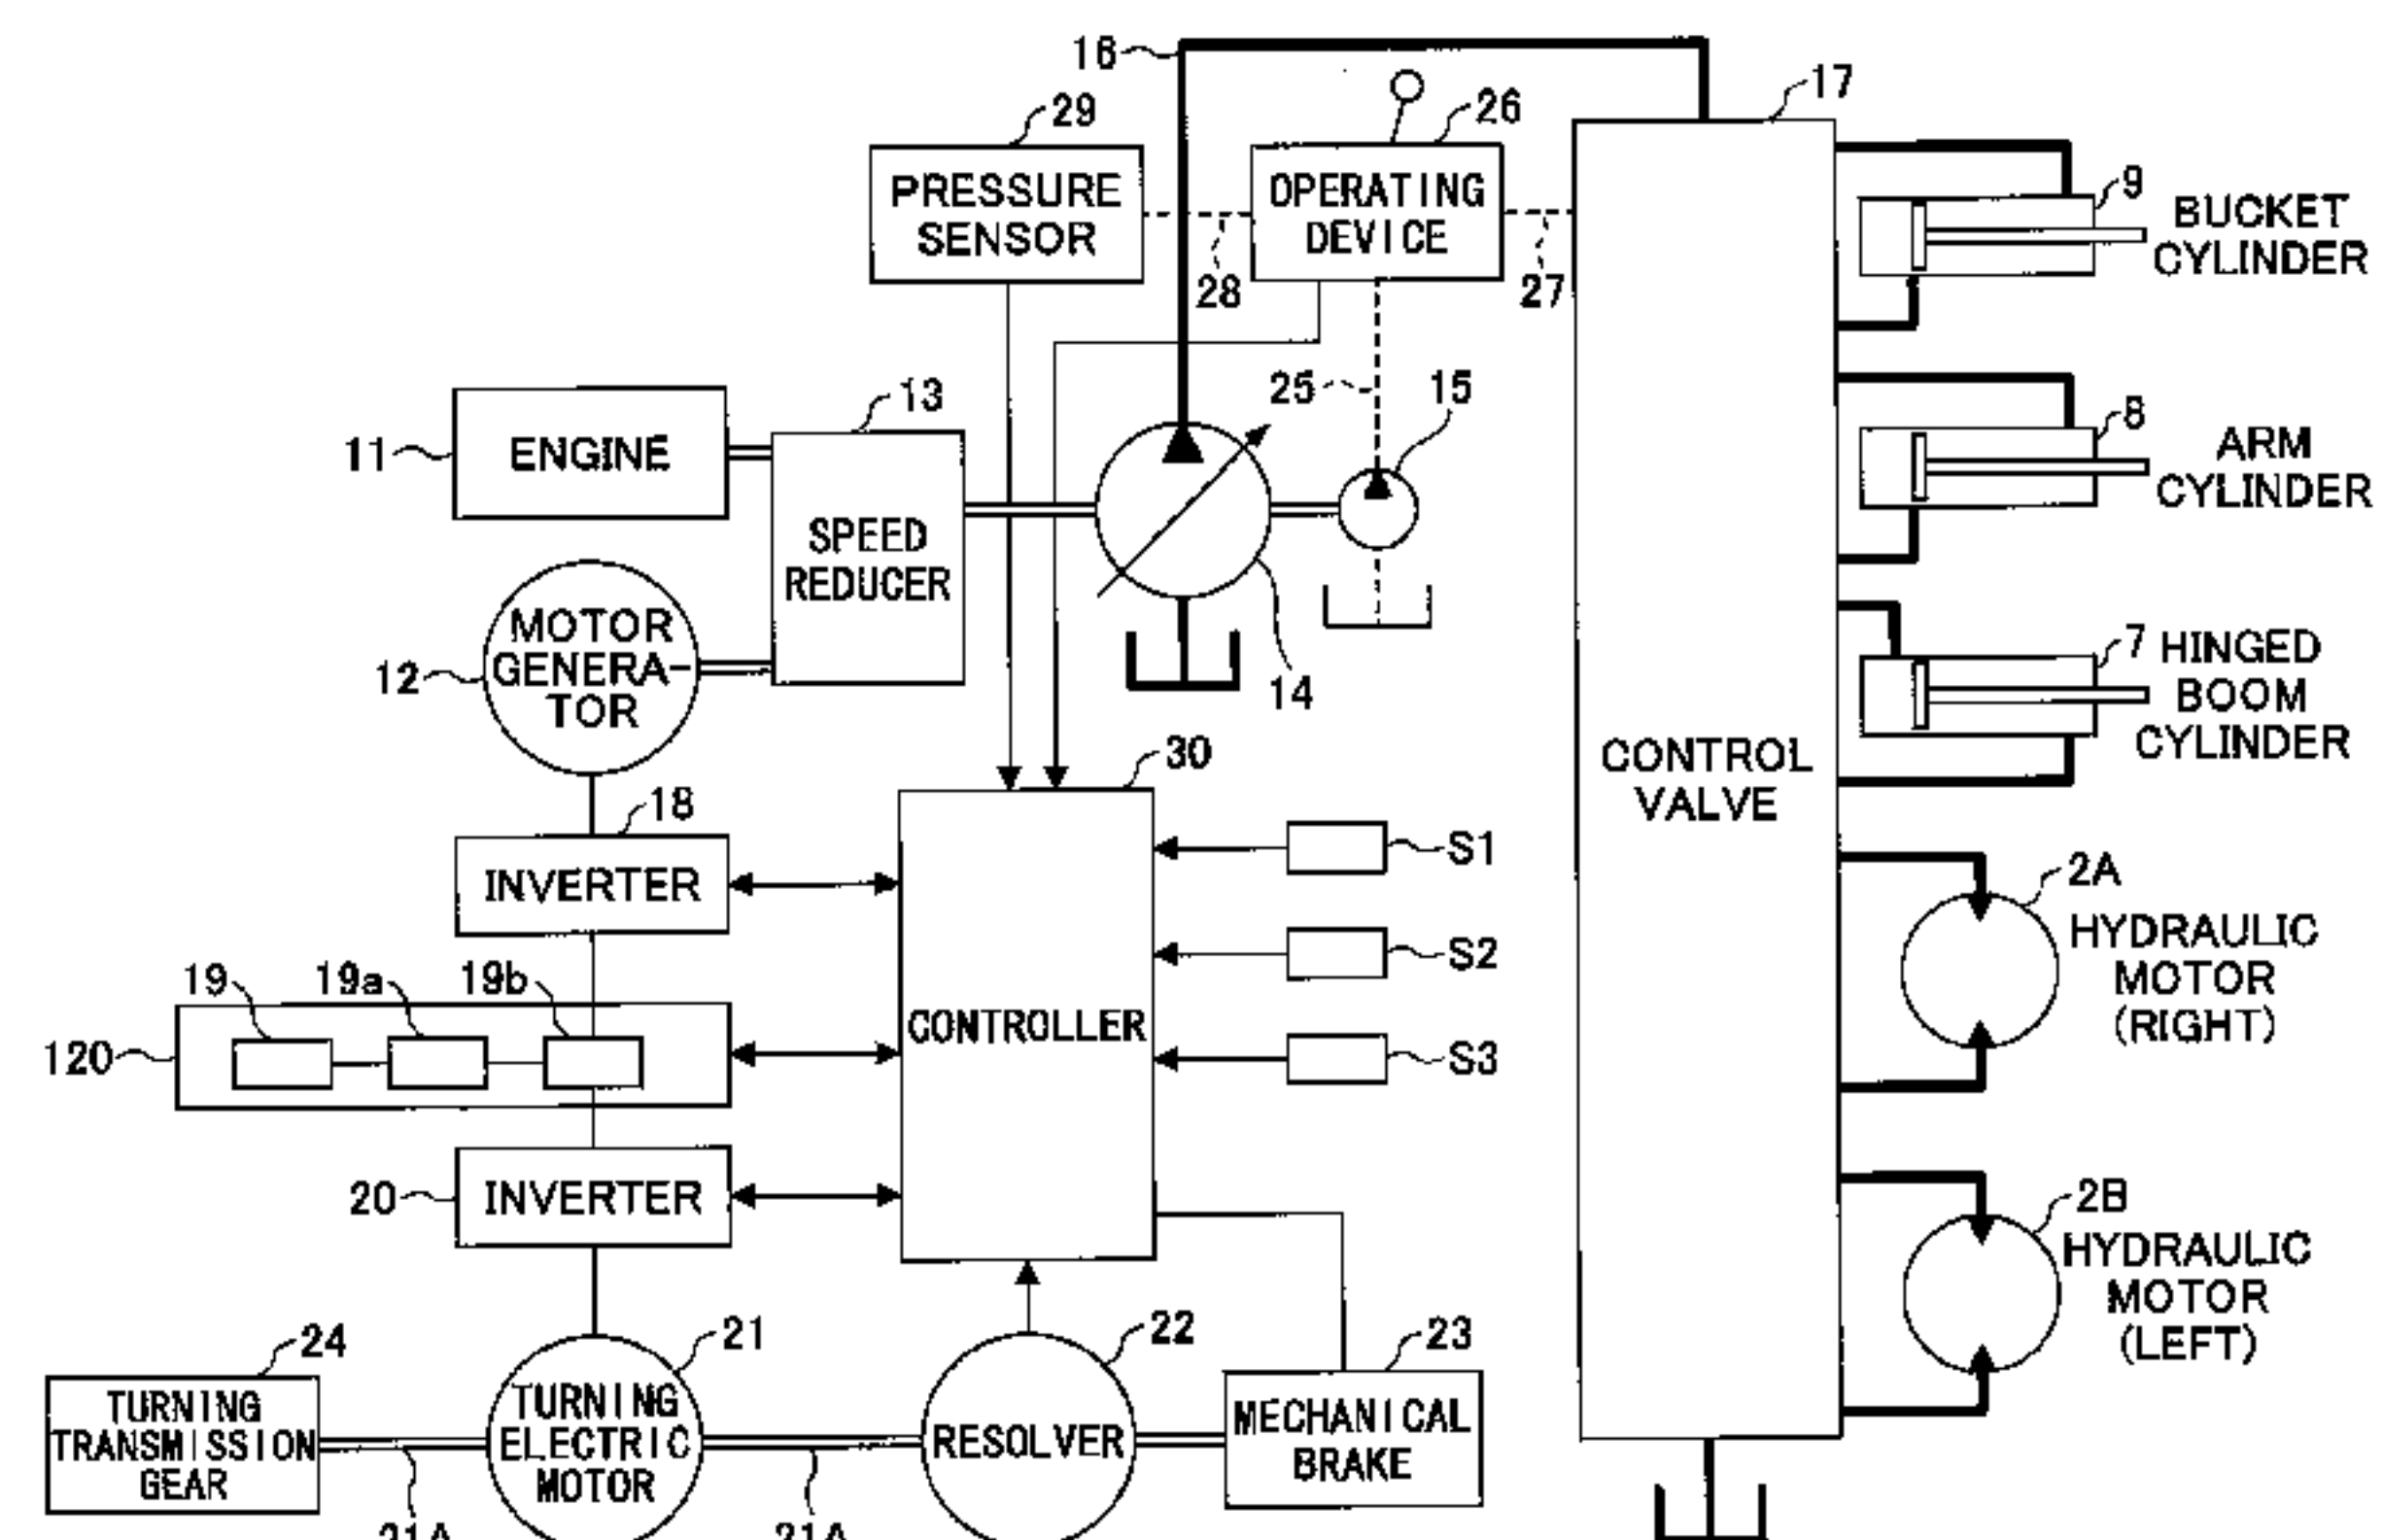 16
17
29
26
PRESSURE
SENSOR
OPERATING
DEVICE
28
27
9
BUCKET
CYLINDER
13
25
15
11
ENGINE
8
ARM
CYLINDER
SPEED
REDUCER
MOTOR
GENERA-
TOR
12
14
7
HINGED
BOOM
CYLINDER
30
CONTROL
VALVE
18
INVERTER
S1
2A
HYDRAULIC
MOTOR
(RIGHT)
S2
19
19a
19b
CONTROLLER
120
S3
20
INVERTER
2B
HYDRAULIC
MOTOR
(LEFT)
24
21
22
23
TURNING
TRANSMISSION
GEAR
TURNING
ELECTRIC
MOTOR
RESOLVER
MECHANICAL
BRAKE
21A
21A